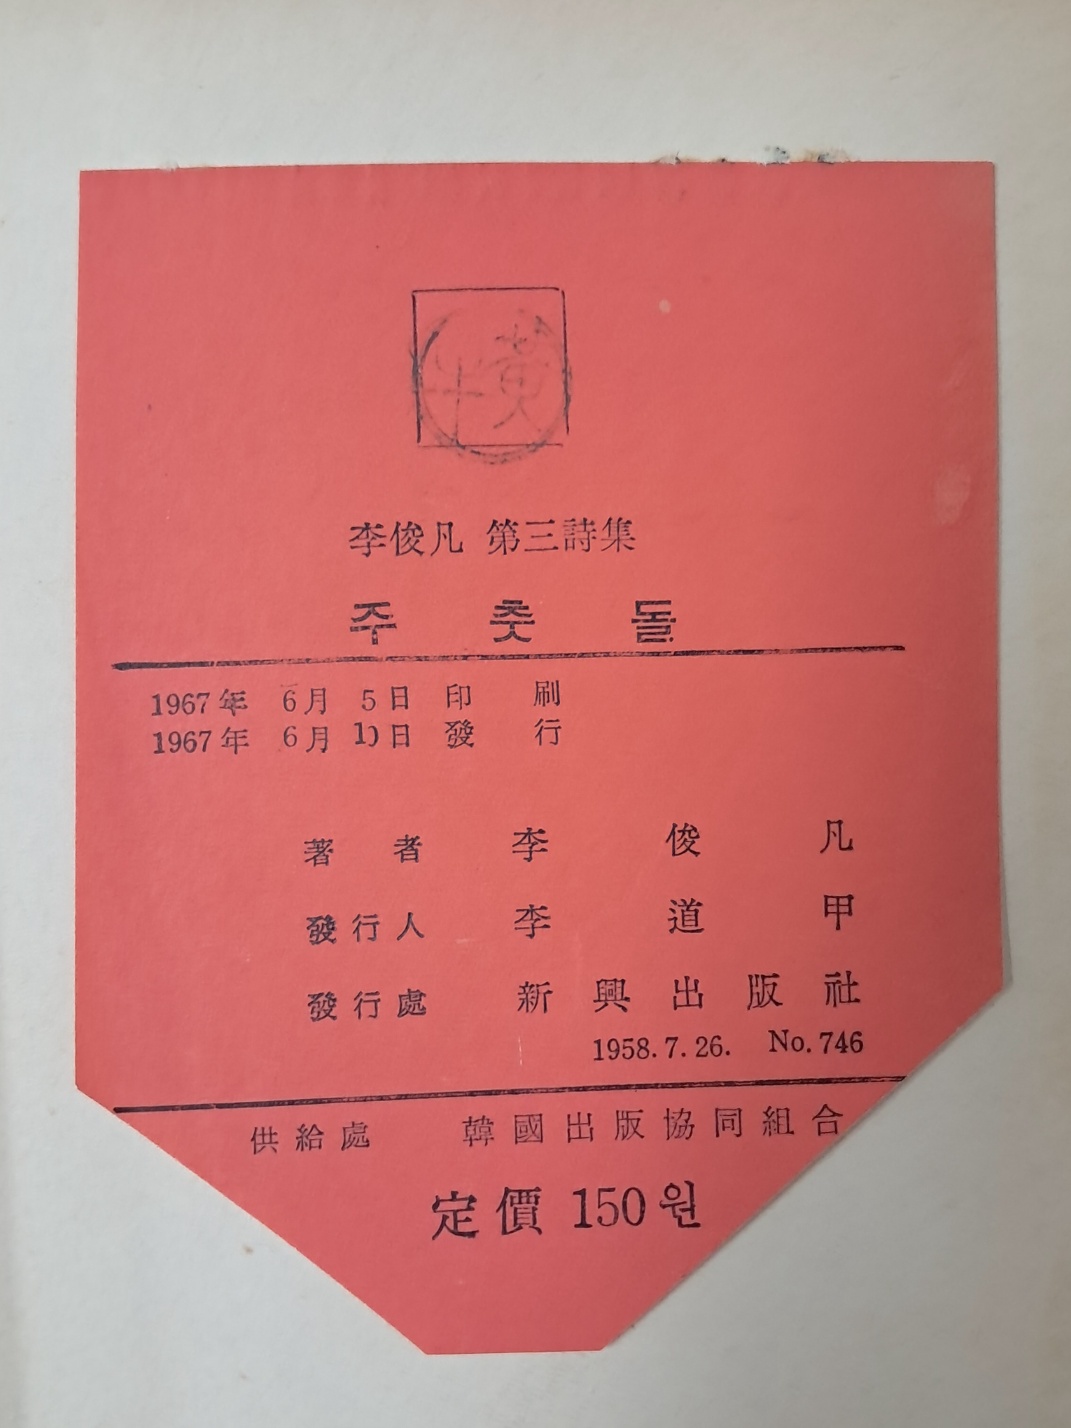 黃牛
李俊凡 第三詩集
주춧돌
1967年 6月 5日 印刷
1967年 6月 10日 發行
著者 李俊凡
發行人 李道甲
發行處 新興出版社
1958.7.26. No.746
供給處 韓國出版協同組合
定價 150원